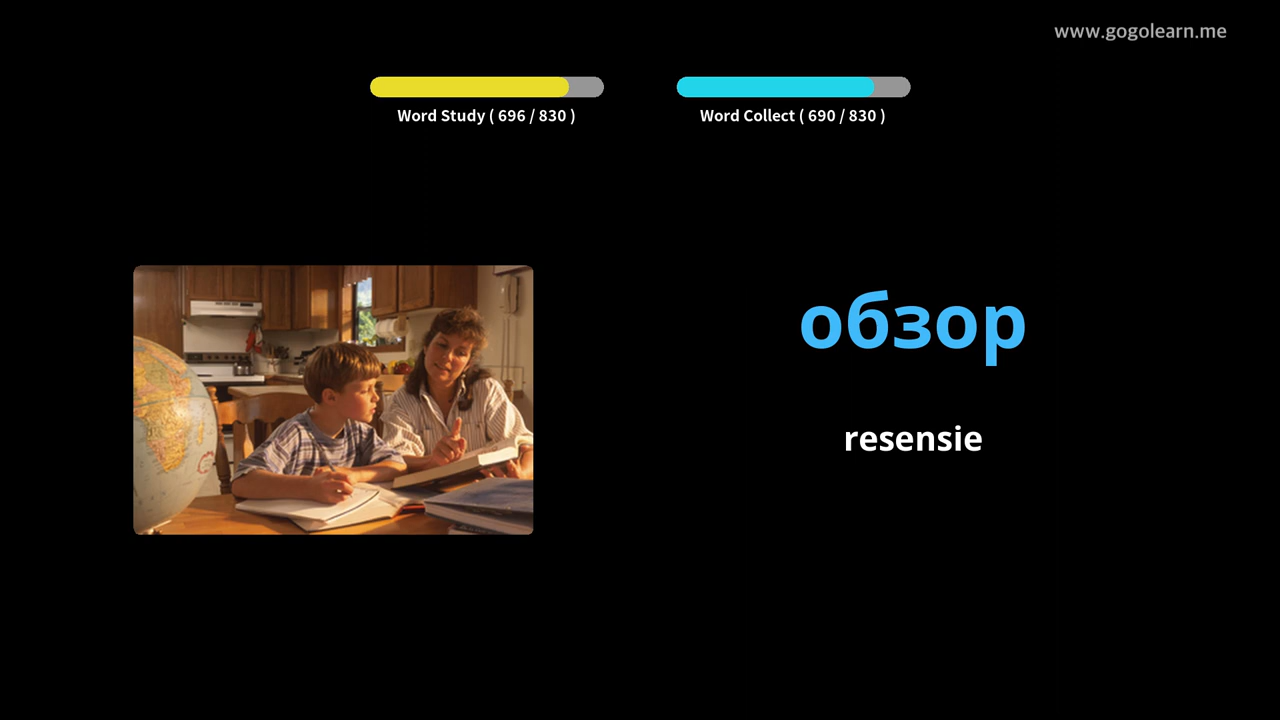 www.gogolearn.me
Word Study ( 696 / 830 )
Word Collect ( 690 / 830 )
обзор
resensie